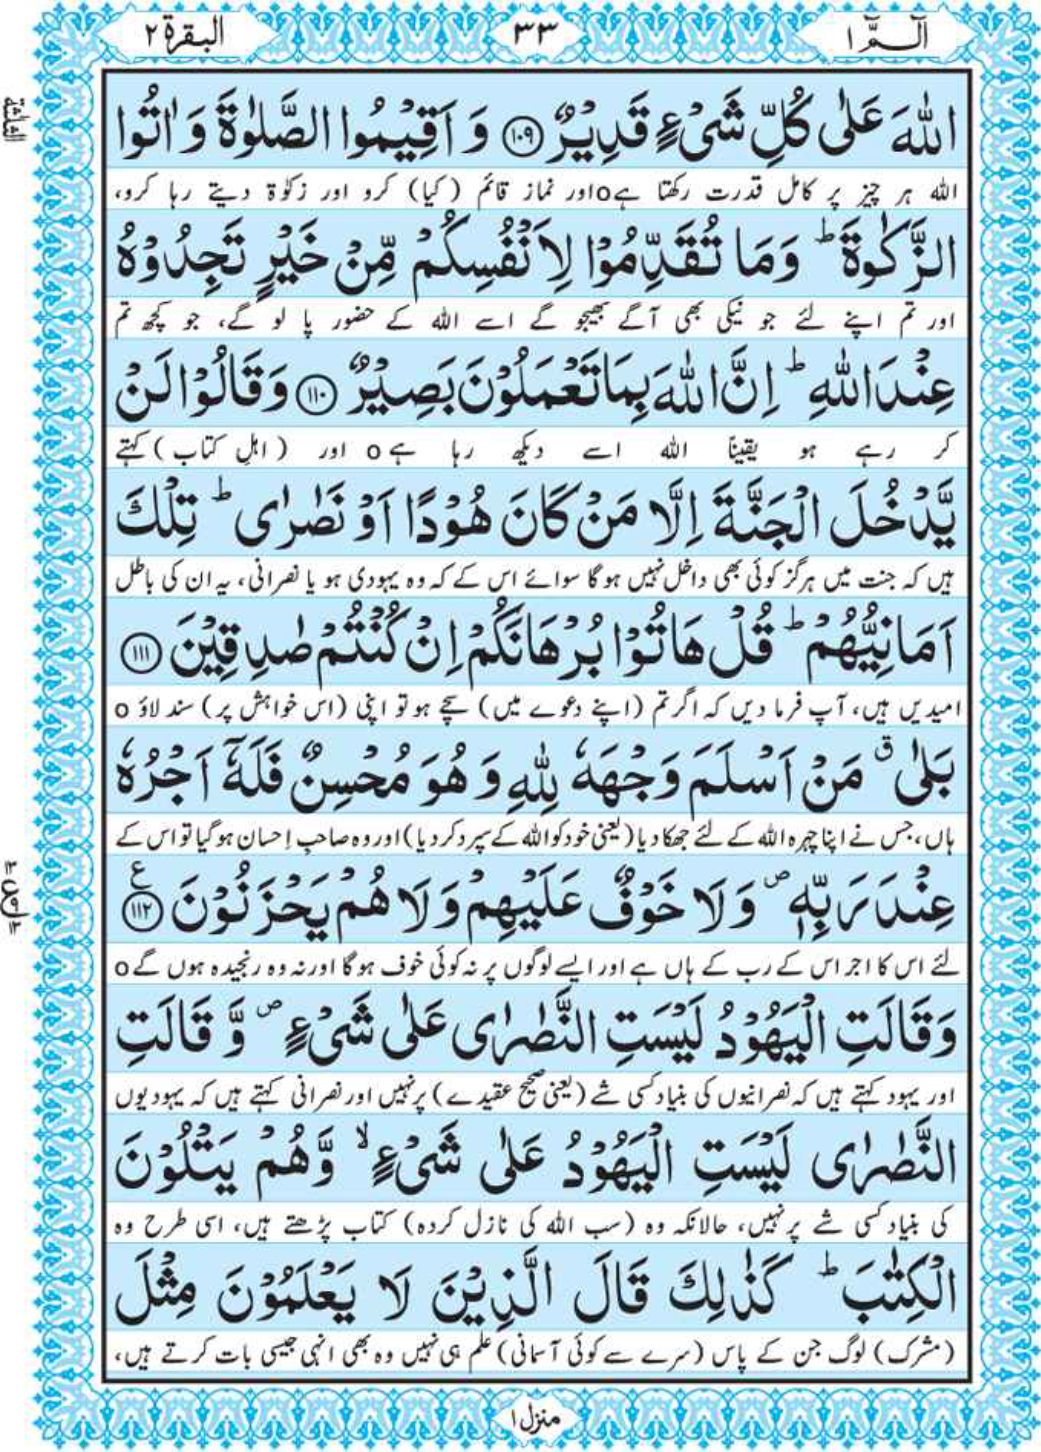 الٓـمّٓ ١
٣٣
البقرة ٢
اللّٰهَ عَلٰى كُلِّ شَیْءٍ قَدِیْرٌ ۝١٠٩ وَ اَقِیْمُوا الصَّلٰوةَ وَ اٰتُوا
الله ہر چیز پر کامل قدرت رکھتا ہےo اور نماز قائم (کیا) کرو اور زکوٰۃ دیتے رہا کرو،
الزَّكٰوةَ ؕ وَ مَا تُقَدِّمُوْا لِاَنْفُسِكُمْ مِّنْ خَیْرٍ تَجِدُوْهُ
اور تم اپنے لئے جو نیکی بھی آگے بھیجو گے اسے اللہ کے حضور پا لو گے، جو کچھ تم
عِنْدَ اللّٰهِ ؕ اِنَّ اللّٰهَ بِمَا تَعْمَلُوْنَ بَصِیْرٌ ۝١١٠ وَ قَالُوْا لَنْ
کر رہے ہو یقیناً اللہ اسے دیکھ رہا ہے o اور (اہلِ کتاب) کہتے
یَّدْخُلَ الْجَنَّةَ اِلَّا مَنْ كَانَ هُوْدًا اَوْ نَصٰرٰی ؕ تِلْكَ
ہیں کہ جنت میں ہرگز کوئی بھی داخل نہیں ہوگا سوائے اس کے کہ وہ یہودی ہو یا نصرانی، یہ ان کی باطل
اَمَانِیُّهُمْ ؕ قُلْ هَاتُوْا بُرْهَانَكُمْ اِنْ كُنْتُمْ صٰدِقِیْنَ ۝١١١
امیدیں ہیں، آپ فرما دیں کہ اگر تم (اپنے دعوے میں) سچے ہو تو اپنی (اس خواہش پر) سند لاؤ o
بَلٰی ۗ مَنْ اَسْلَمَ وَجْهَهٗ لِلّٰهِ وَ هُوَ مُحْسِنٌ فَلَهٗۤ اَجْرُهٗ
ہاں، جس نے اپنا چہرہ اللہ کے لئے جھکا دیا (یعنی خود کو اللہ کے سپرد کر دیا) اور وہ صاحبِ اِحسان ہو گیا تو اس کے
عِنْدَ رَبِّهٖ ۪ وَ لَا خَوْفٌ عَلَیْهِمْ وَ لَا هُمْ یَحْزَنُوْنَ ۝١١٢ ع
لئے اس کا اجر اس کے رب کے ہاں ہے اور ایسے لوگوں پر نہ کوئی خوف ہوگا اور نہ وہ رنجیدہ ہوں گے o
وَ قَالَتِ الْیَهُوْدُ لَیْسَتِ النَّصٰرٰی عَلٰی شَیْءٍ ۪ وَّ قَالَتِ
اور یہود کہتے ہیں کہ نصرانیوں کی بنیاد کسی شے (یعنی صحیح عقیدے) پر نہیں اور نصرانی کہتے ہیں کہ یہودیوں
النَّصٰرٰی لَیْسَتِ الْیَهُوْدُ عَلٰی شَیْءٍ ۙ وَّ هُمْ یَتْلُوْنَ
کی بنیاد کسی شے پر نہیں، حالانکہ وہ (سب اللہ کی نازل کردہ) کتاب پڑھتے ہیں، اسی طرح وہ
الْكِتٰبَ ؕ كَذٰلِكَ قَالَ الَّذِیْنَ لَا یَعْلَمُوْنَ مِثْلَ
(مشرک) لوگ جن کے پاس (سرے سے کوئی آسمانی) علم ہی نہیں وہ بھی انہی جیسی بات کرتے ہیں،
منزل ١